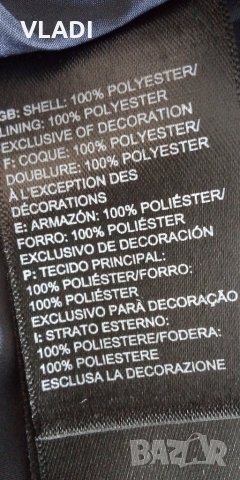 VLADI
GB: SHELL: 100% POLYESTER/
LINING: 100% POLYESTER
EXCLUSIVE OF DECORATION
F: COQUE: 100% POLYESTER/
DOUBLURE: 100% POLYESTER
À L'EXCEPTION DES
DÉCORATIONS
E: ARMAZÓN: 100% POLIÉSTER/
FORRO: 100% POLIÉSTER
EXCLUSIVO DE DECORACIÓN
P: TECIDO PRINCIPAL:
100% POLIÉSTER/FORRO:
100% POLIÉSTER
EXCLUSIVO PARA DECORAÇÃO
I: STRATO ESTERNO:
100% POLIESTERE/FODERA:
100% POLIESTERE
ESCLUSA LA DECORAZIONE
BAZAR